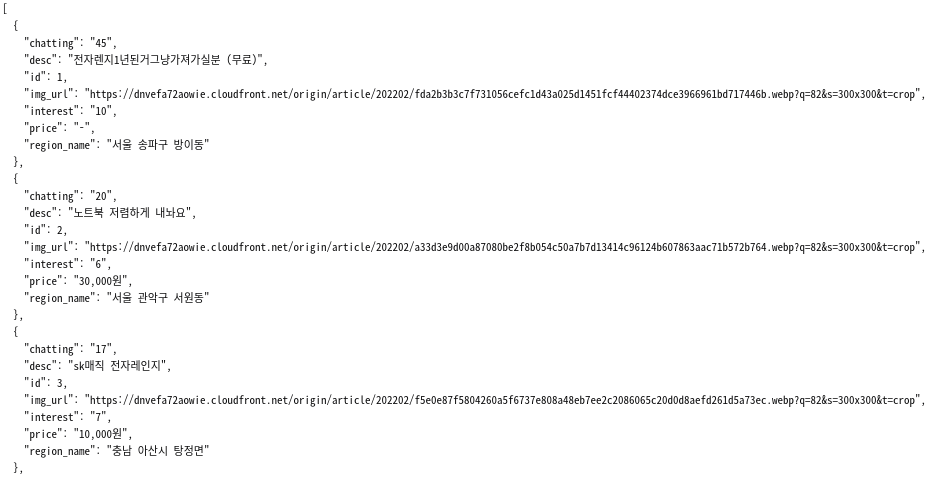 [
  {
    "chatting": "45",
    "desc": "전자렌지1년된거그냥가져가실분 (무료)",
    "id": 1,
    "img_url": "https://dnvefa72aowie.cloudfront.net/origin/article/202202/fda2b3b3c7f731056cefc1d43a025d1451fcf44402374dce3966961bd717446b.webp?q=82&s=300x300&t=crop",
    "interest": "10",
    "price": "-",
    "region_name": "서울 송파구 방이동"
  },
  {
    "chatting": "20",
    "desc": "노트북 저렴하게 내놔요",
    "id": 2,
    "img_url": "https://dnvefa72aowie.cloudfront.net/origin/article/202202/a33d3e9d00a87080be2f8b054c50a7b7d13414c96124b607863aac71b572b764.webp?q=82&s=300x300&t=crop",
    "interest": "6",
    "price": "30,000원",
    "region_name": "서울 관악구 서원동"
  },
  {
    "chatting": "17",
    "desc": "sk매직 전자레인지",
    "id": 3,
    "img_url": "https://dnvefa72aowie.cloudfront.net/origin/article/202202/f5e0e87f5804260a5f6737e808a48eb7ee2c2086065c20d0d8aefd261d5a73ec.webp?q=82&s=300x300&t=crop",
    "interest": "7",
    "price": "10,000원",
    "region_name": "충남 아산시 탕정면"
  },